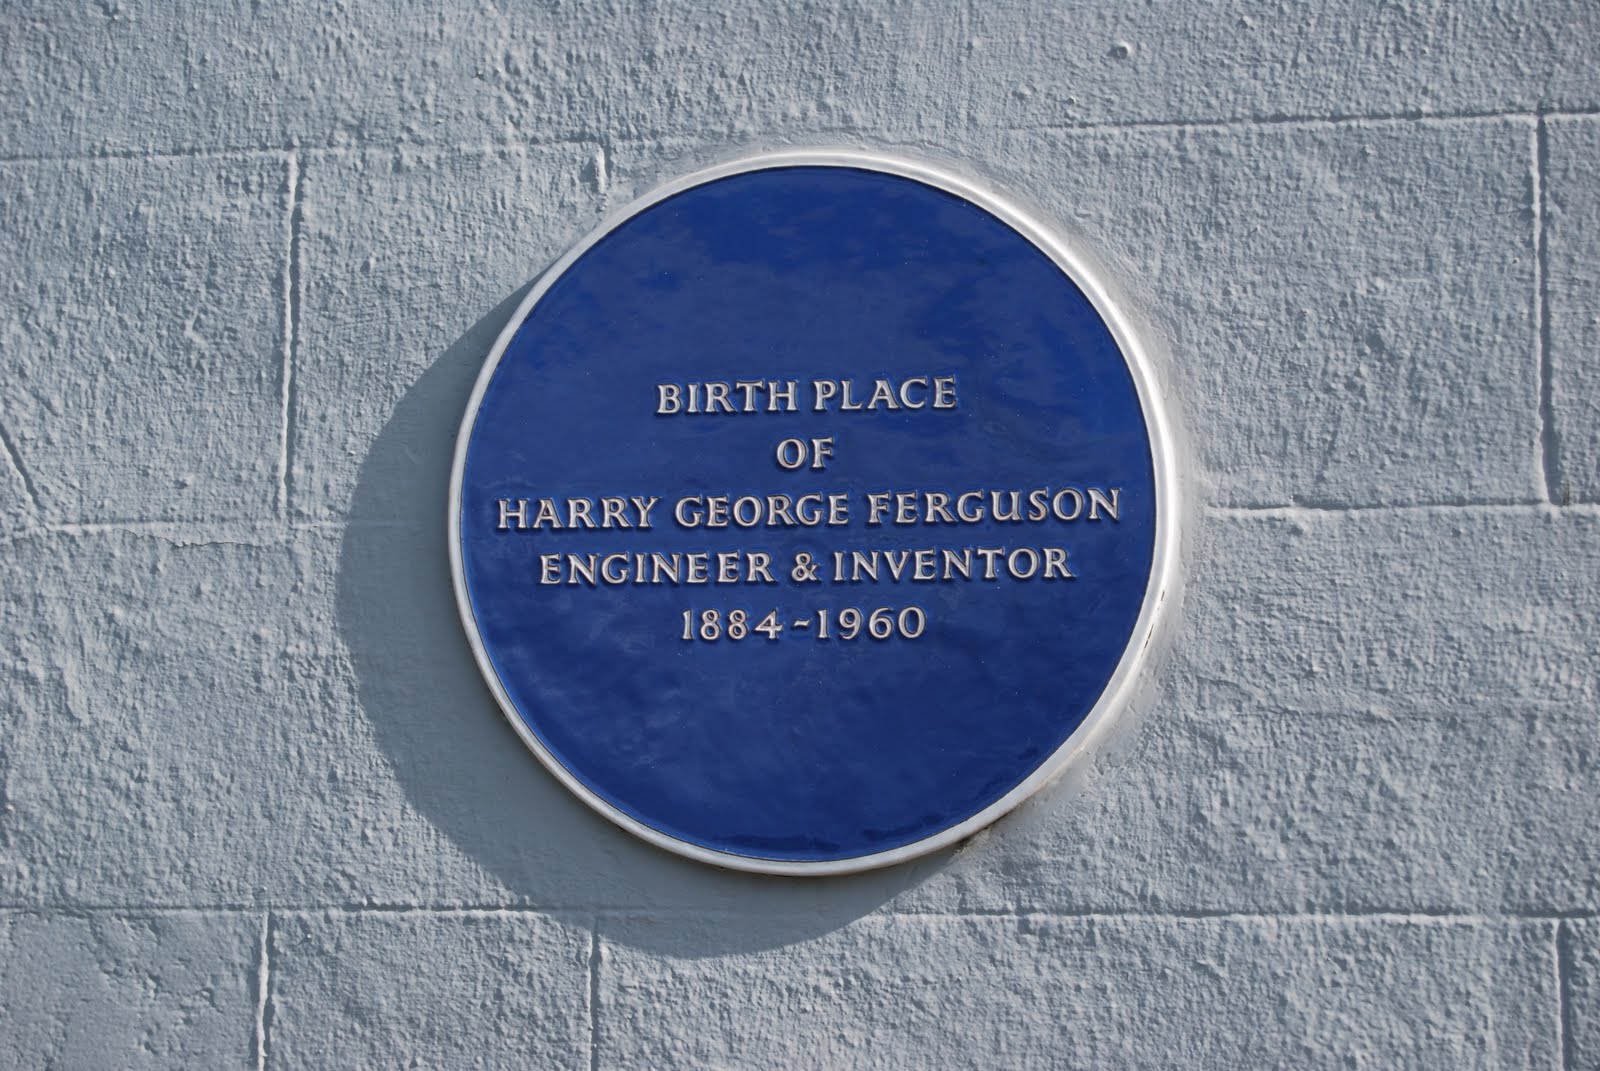 BIRTH PLACE
OF
HARRY GEORGE FERGUSON
ENGINEER & INVENTOR
1884-1960